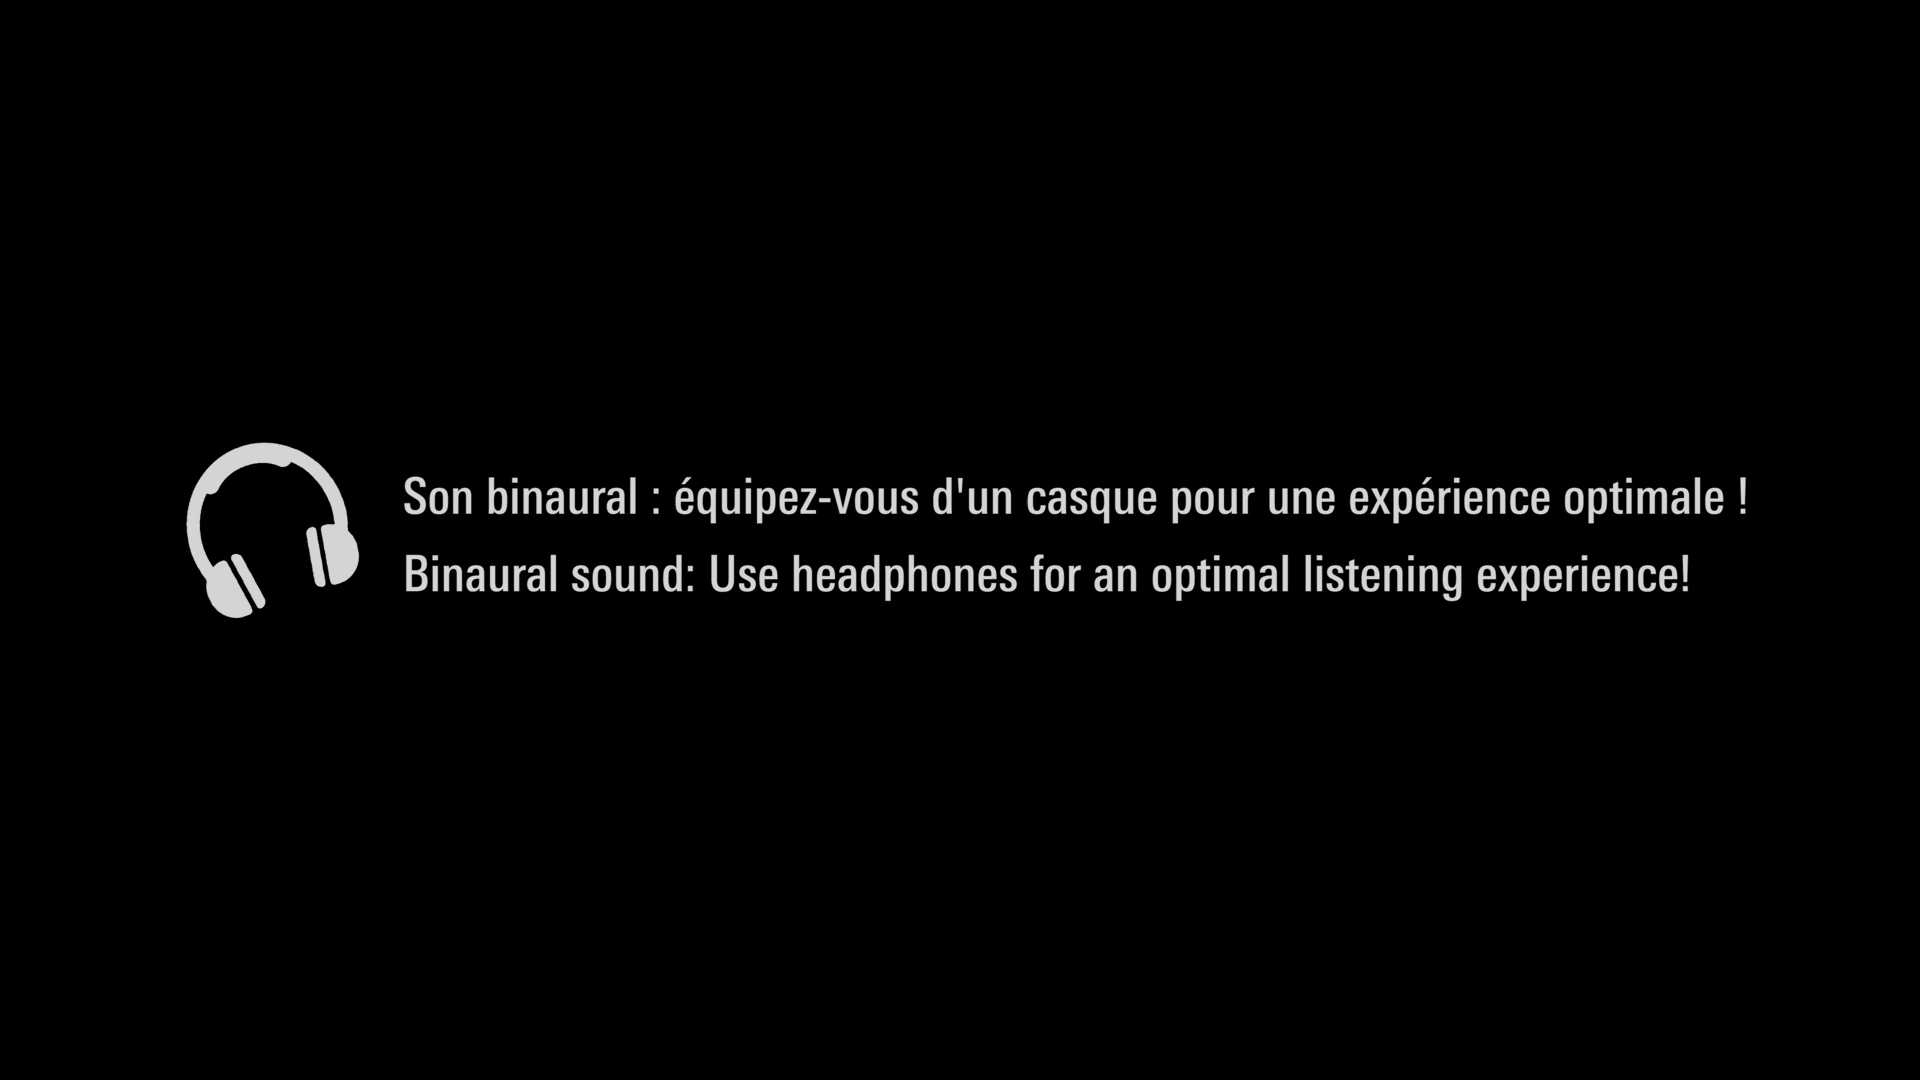 Son binaural : équipez-vous d'un casque pour une expérience optimale !
Binaural sound: Use headphones for an optimal listening experience!